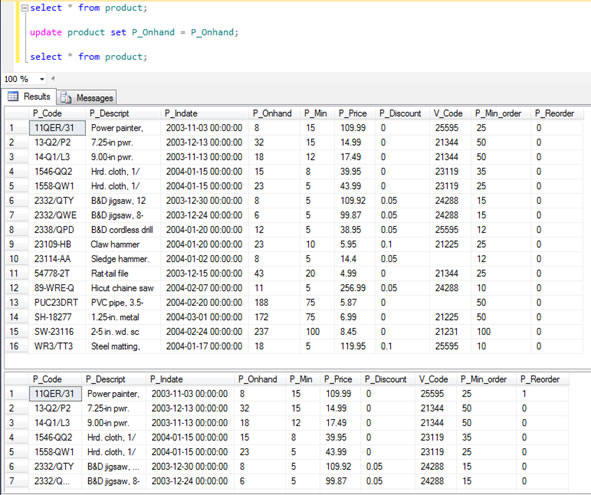 select * from product;
update product set P_Onhand = P_Onhand;
select * from product;
100 %
Results Messages
P_Code P_Descript P_Indate P_Onhand P_Min P_Price P_Discount V_Code P_Min_order P_Reorder
1 11QER/31 Power painter, 2003-11-03 00:00:00 8 15 109.99 0 25595 25 0
2 13-Q2/P2 7.25-in pwr. 2003-12-13 00:00:00 32 15 14.99 0 21344 50 0
3 14-Q1/L3 9.00-in pwr. 2003-11-13 00:00:00 18 12 17.49 0 21344 50 0
4 1546-QQ2 Hrd. cloth, 1/ 2004-01-15 00:00:00 15 8 39.95 0 23119 35 0
5 1558-QW1 Hrd. cloth, 1/ 2004-01-15 00:00:00 23 5 43.99 0 23119 25 0
6 2332/QTY B&D jigsaw, 12 2003-12-30 00:00:00 8 5 109.92 0.05 24288 15 0
7 2332/QWE B&D jigsaw, 8- 2003-12-24 00:00:00 6 5 99.87 0.05 24288 15 0
8 2338/QPD B&D cordless drill 2004-01-20 00:00:00 12 5 38.95 0.05 25595 12 0
9 23109-HB Claw hammer 2004-01-20 00:00:00 23 10 5.95 0.1 21225 25 0
10 23114-AA Sledge hammer. 2004-01-02 00:00:00 8 5 14.4 0.05 12 0
11 54778-2T Rat-tail file 2003-12-15 00:00:00 43 20 4.99 0 21344 25 0
12 89-WRE-Q Hicut chaine saw 2004-02-07 00:00:00 11 5 256.99 0.05 24288 10 0
13 PUC23DRT PVC pipe, 3.5- 2004-02-20 00:00:00 188 75 5.87 0 50 0
14 SH-18277 1.25-in. metal 2004-03-01 00:00:00 172 75 6.99 0 21225 50 0
15 SW-23116 2-5 in. wd. sc 2004-02-24 00:00:00 237 100 8.45 0 21231 100 0
16 WR3/TT3 Steel matting, 2004-01-17 00:00:00 18 5 119.95 0.1 25595 10 0
P_Code P_Descript P_Indate P_Onhand P_Min P_Price P_Discount V_Code P_Min_order P_Reorder
1 11QER/31 Power painter, 2003-11-03 00:00:00 8 15 109.99 0 25595 25 1
2 13-Q2/P2 7.25-in pwr. 2003-12-13 00:00:00 32 15 14.99 0 21344 50 0
3 14-Q1/L3 9.00-in pwr. 2003-11-13 00:00:00 18 12 17.49 0 21344 50 0
4 1546-QQ2 Hrd. cloth, 1/ 2004-01-15 00:00:00 15 8 39.95 0 23119 35 0
5 1558-QW1 Hrd. cloth, 1/ 2004-01-15 00:00:00 23 5 43.99 0 23119 25 0
6 2332/QTY B&D jigsaw, ... 2003-12-30 00:00:00 8 5 109.92 0.05 24288 15 0
7 2332/Q... B&D jigsaw, 8- 2003-12-24 00:00:00 6 5 99.87 0.05 24288 15 0